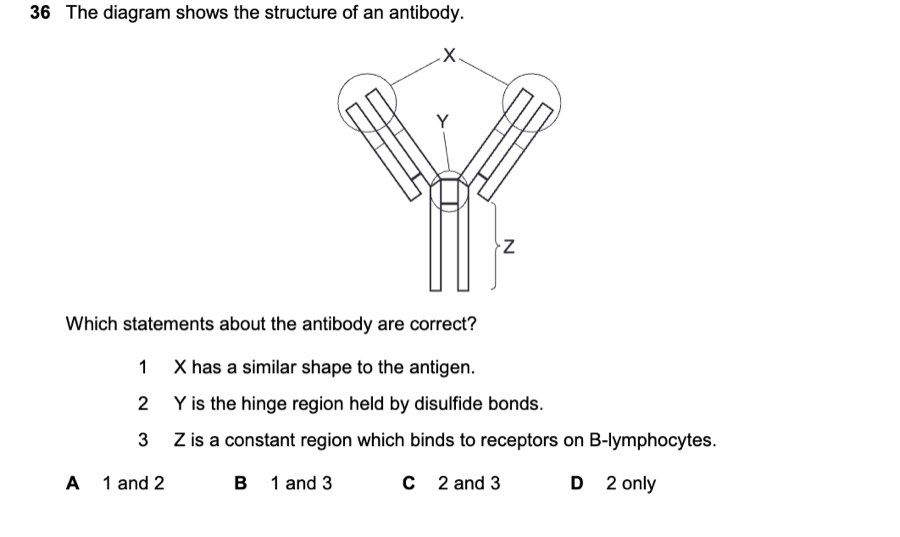 36 The diagram shows the structure of an antibody.
X
Y
Z
Which statements about the antibody are correct?
1 X has a similar shape to the antigen.
2 Y is the hinge region held by disulfide bonds.
3 Z is a constant region which binds to receptors on B-lymphocytes.
A 1 and 2 B 1 and 3 C 2 and 3 D 2 only